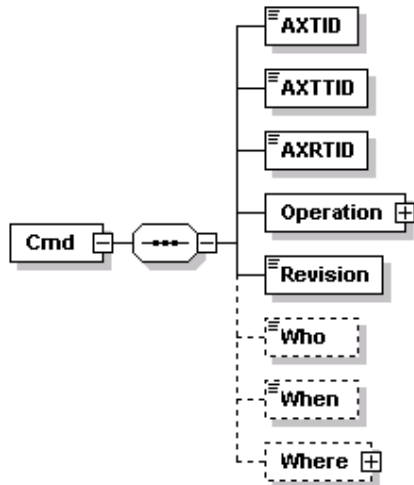 AXTID
AXTTID
AXRTID
Operation
Cmd
Revision
Who
When
Where